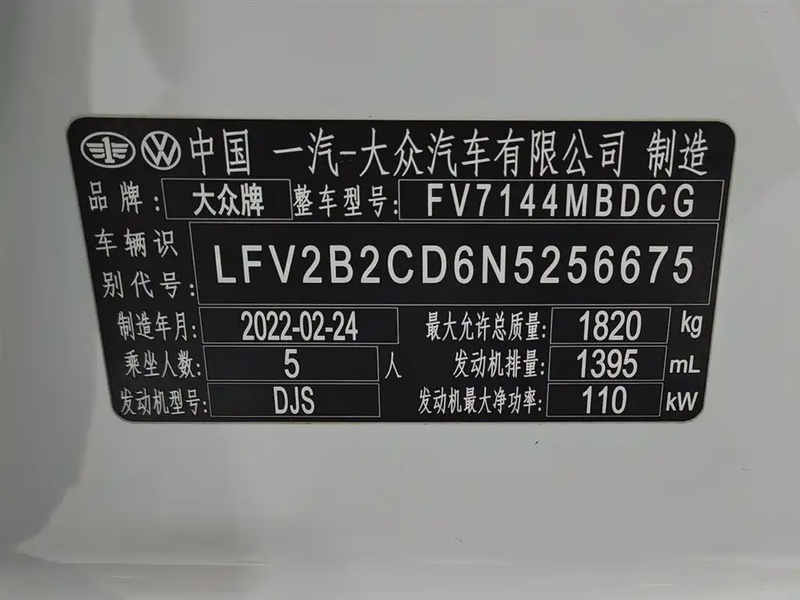 中国 一汽-大众汽车有限公司 制造
品牌: 大众牌 整车型号: FV7144MBDCG
车辆识
别代号: LFV2B2CD6N5256675
制造年月: 2022-02-24 最大允许总质量: 1820 kg
乘坐人数: 5 人 发动机排量: 1395 mL
发动机型号: DJS 发动机最大净功率: 110 kW